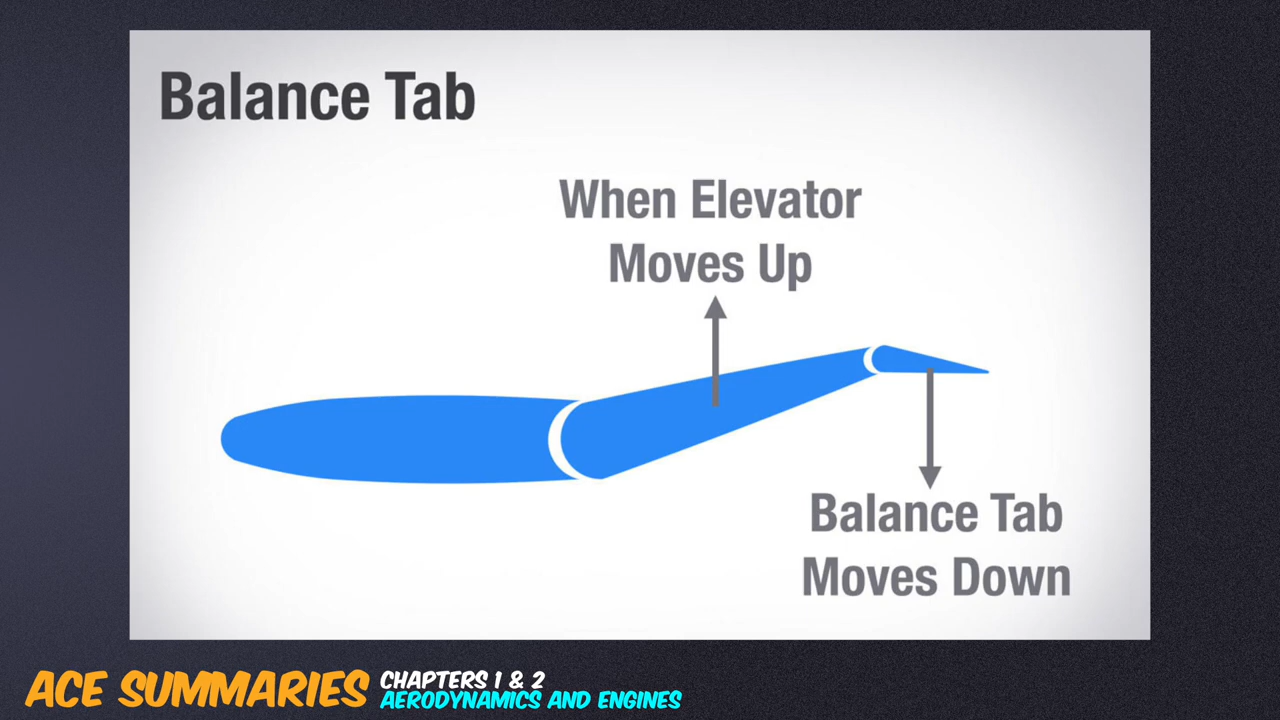 Balance Tab
When Elevator
Moves Up
Balance Tab
Moves Down
ACE SUMMARIES
CHAPTERS 1 & 2
AERODYNAMICS AND ENGINES